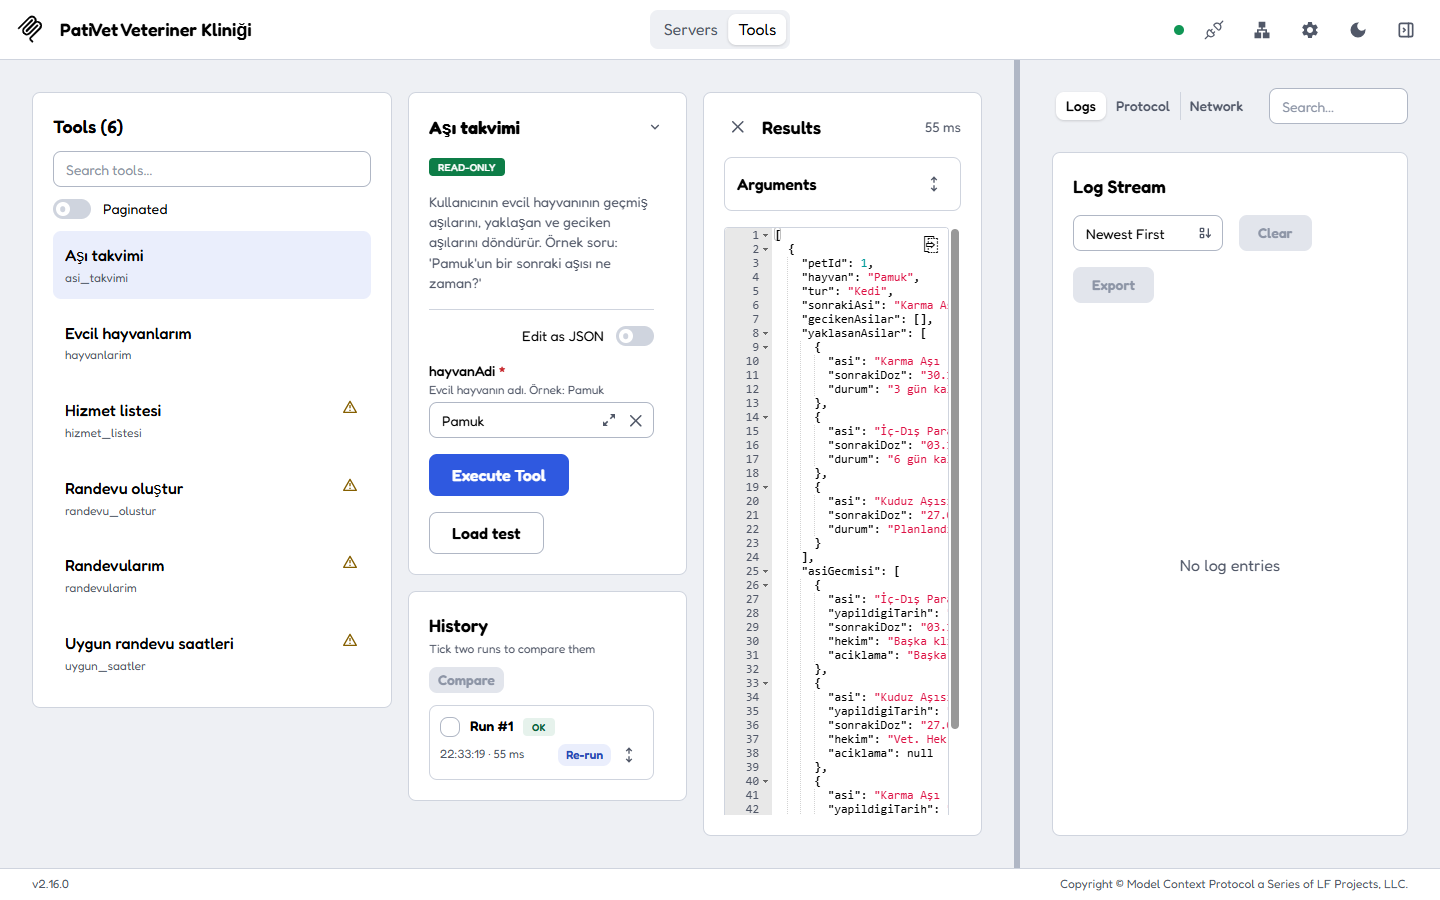 PatiVet Veteriner Kliniği
Servers
Tools
Tools (6)
Search tools...
Paginated
Aşı takvimi
asi_takvimi
Evcil hayvanlarım
hayvanlarim
Hizmet listesi
hizmet_listesi
Randevu oluştur
randevu_olustur
Randevularım
randevularim
Uygun randevu saatleri
uygun_saatler
Aşı takvimi
READ-ONLY
Kullanıcının evcil hayvanının geçmiş
aşılarını, yaklaşan ve geciken
aşılarını döndürür. Örnek soru:
'Pamuk'un bir sonraki aşısı ne
zaman?'
Edit as JSON
hayvanAdi *
Evcil hayvanın adı. Örnek: Pamuk
Pamuk
Execute Tool
Load test
History
Tick two runs to compare them
Compare
Run #1 OK
22:33:19 · 55 ms Re-run
Results 55 ms
Arguments
1 [
2 {
3 "petId": 1,
4 "hayvan": "Pamuk",
5 "tur": "Kedi",
6 "sonrakiAsi": "Karma A
7 "gecikenAsilar": [],
8 "yaklasanAsilar": [
9 {
10 "asi": "Karma Aşı
11 "sonrakiDoz": "30.
12 "durum": "3 gün ka
13 },
14 {
15 "asi": "İç-Dış Par
16 "sonrakiDoz": "03.
17 "durum": "6 gün ka
18 },
19 {
20 "asi": "Kuduz Aşıs
21 "sonrakiDoz": "27.
22 "durum": "Planland
23 }
24 ],
25 "asiGecmisi": [
26 {
27 "asi": "İç-Dış Par
28 "yapildigiTarih":
29 "sonrakiDoz": "03.
30 "hekim": "Başka kl
31 "aciklama": "Başka
32 },
33 {
34 "asi": "Kuduz Aşıs
35 "yapildigiTarih":
36 "sonrakiDoz": "27.
37 "hekim": "Vet. Hek
38 "aciklama": null
39 },
40 {
41 "asi": "Karma Aşı
42 "yapildigiTarih":
Logs
Protocol
Network
Search...
Log Stream
Newest First
Clear
Export
No log entries
v2.16.0
Copyright © Model Context Protocol a Series of LF Projects, LLC.